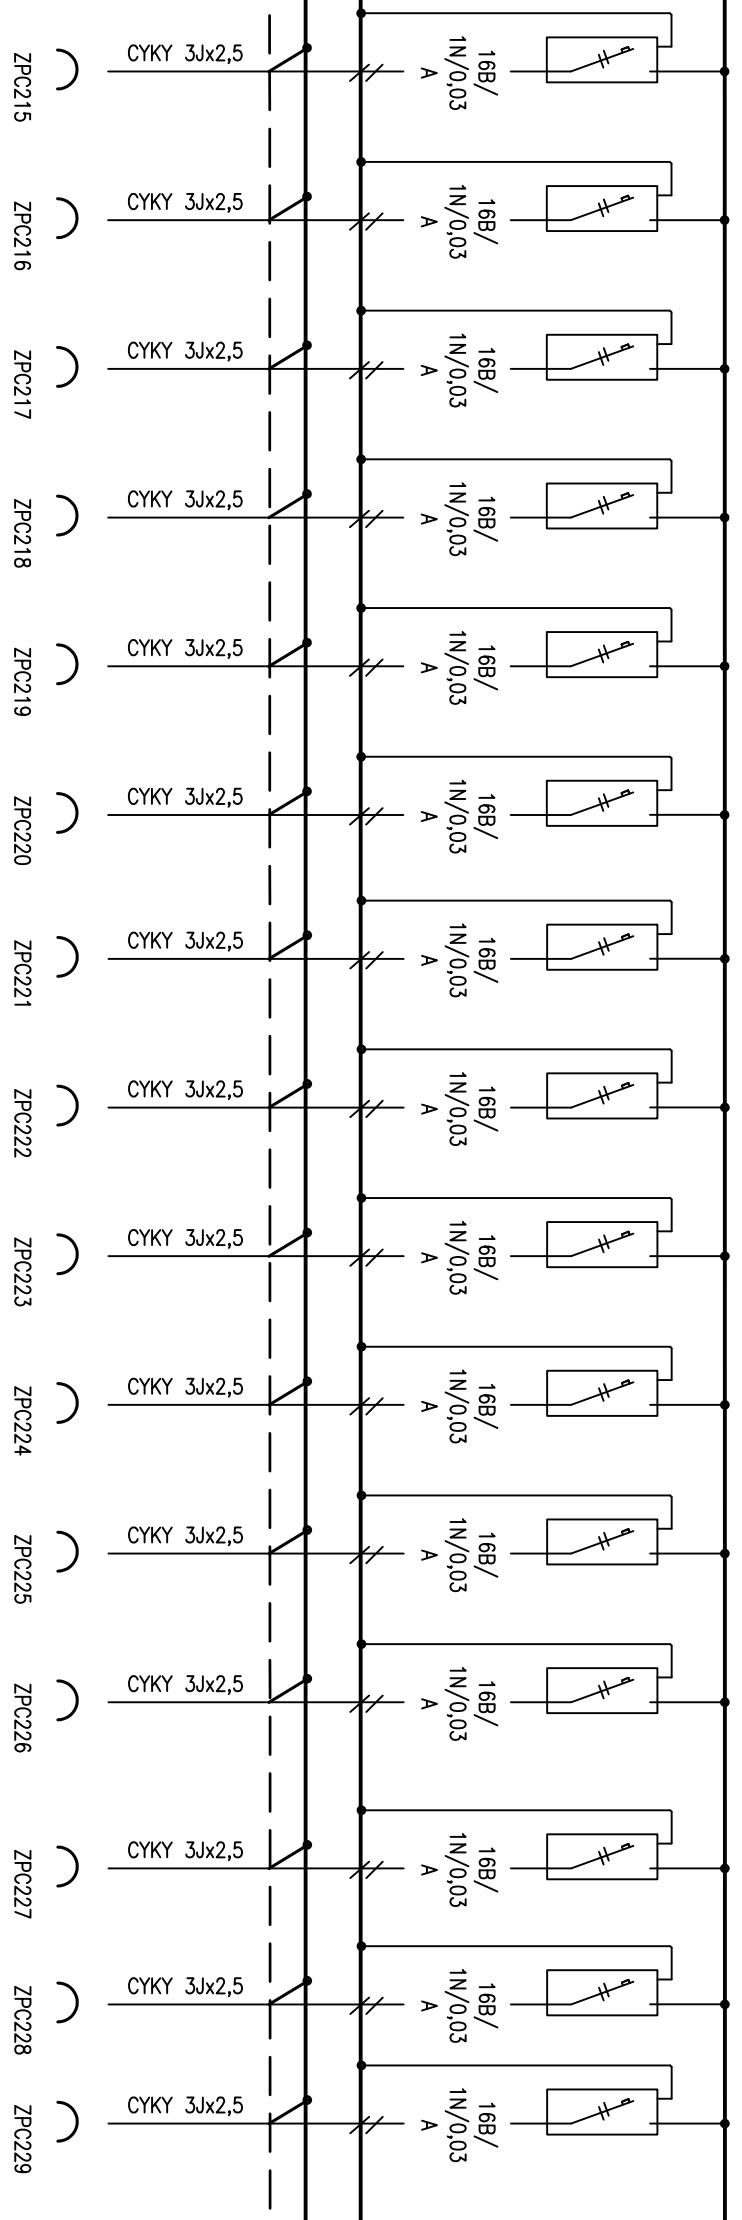 ZPC215
CYKY 3Jx2,5
16B/
1N/0,03
A
ZPC216
CYKY 3Jx2,5
16B/
1N/0,03
A
ZPC217
CYKY 3Jx2,5
16B/
1N/0,03
A
ZPC218
CYKY 3Jx2,5
16B/
1N/0,03
A
ZPC219
CYKY 3Jx2,5
16B/
1N/0,03
A
ZPC220
CYKY 3Jx2,5
16B/
1N/0,03
A
ZPC221
CYKY 3Jx2,5
16B/
1N/0,03
A
ZPC222
CYKY 3Jx2,5
16B/
1N/0,03
A
ZPC223
CYKY 3Jx2,5
16B/
1N/0,03
A
ZPC224
CYKY 3Jx2,5
16B/
1N/0,03
A
ZPC225
CYKY 3Jx2,5
16B/
1N/0,03
A
ZPC226
CYKY 3Jx2,5
16B/
1N/0,03
A
ZPC227
CYKY 3Jx2,5
16B/
1N/0,03
A
ZPC228
CYKY 3Jx2,5
16B/
1N/0,03
A
ZPC229
CYKY 3Jx2,5
16B/
1N/0,03
A